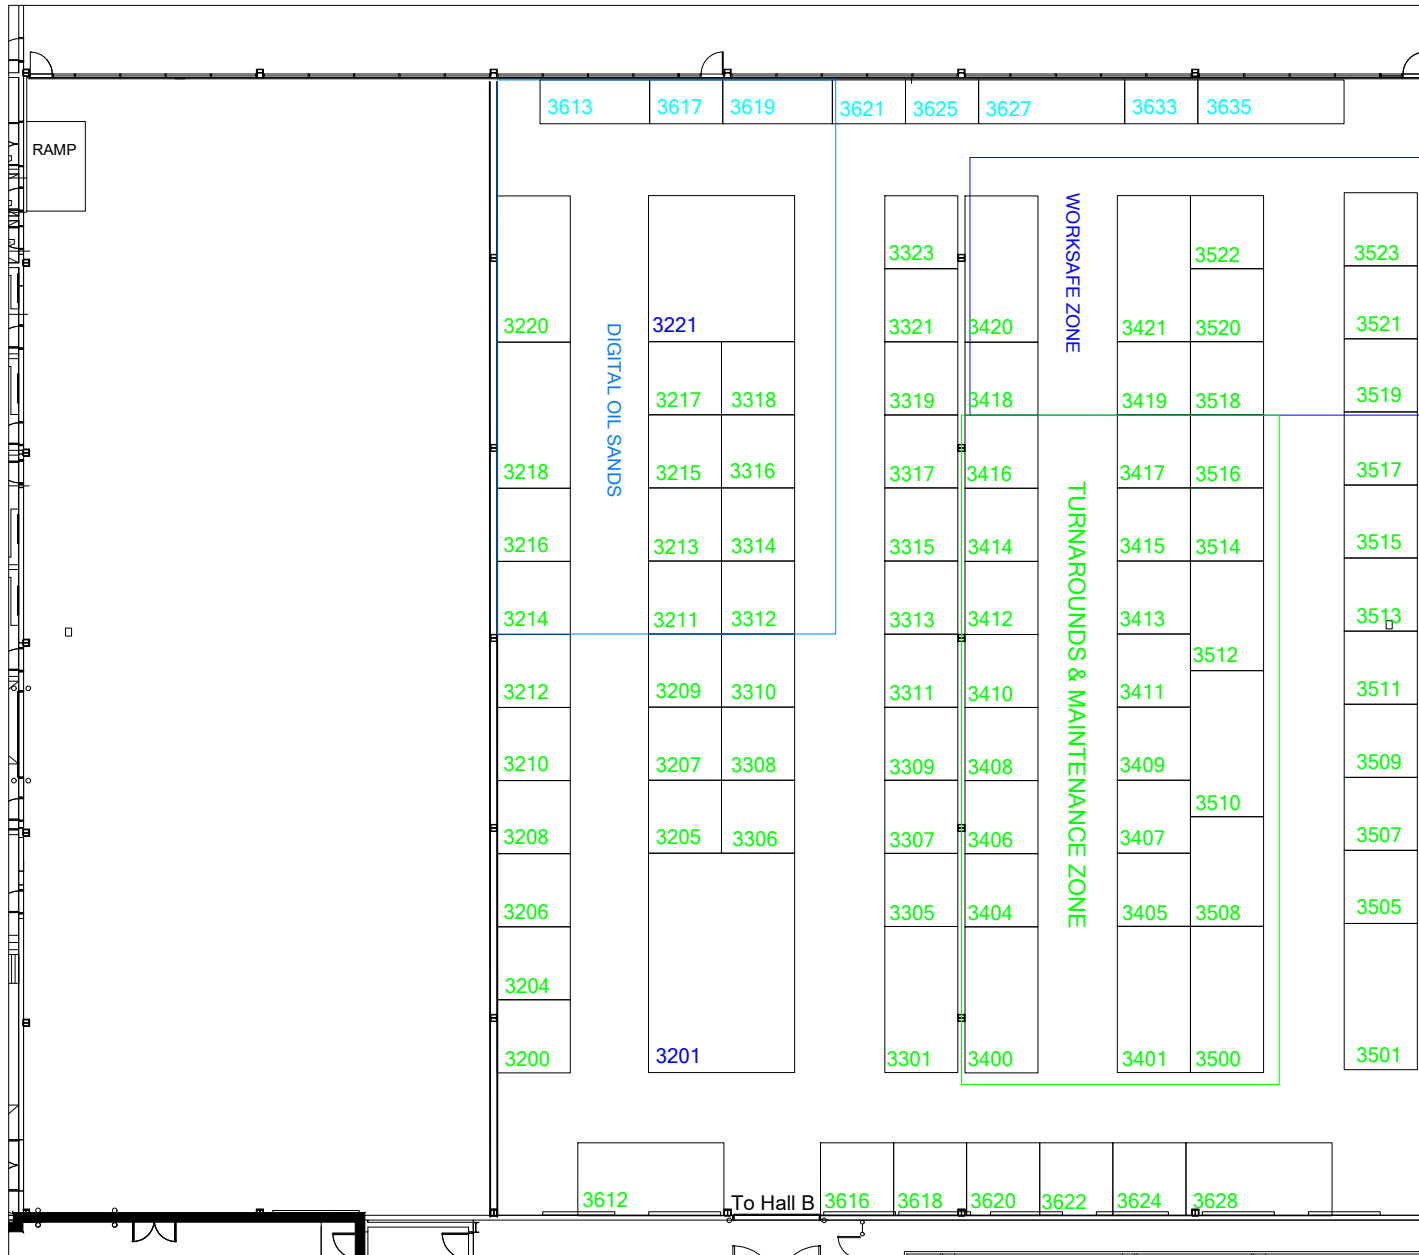 3613 3617 3619 3621 3625 3627 3633 3635
RAMP
WORKSAFE ZONE
3323 3522 3523
3220 3221 3321 3420 3421 3520 3521
DIGITAL OIL SANDS
3217 3318 3319 3418 3419 3518 3519
3218 3215 3316 3317 3416 3417 3516 3517
TURNAROUNDS & MAINTENANCE ZONE
3216 3213 3314 3315 3414 3415 3514 3515
3214 3211 3312 3313 3412 3413 3513
3512
3212 3209 3310 3311 3410 3411 3511
3210 3207 3308 3309 3408 3409 3509
3510
3208 3205 3306 3307 3406 3407 3507
3206 3305 3404 3405 3508 3505
3204
3200 3201 3301 3400 3401 3500 3501
3612 To Hall B 3616 3618 3620 3622 3624 3628